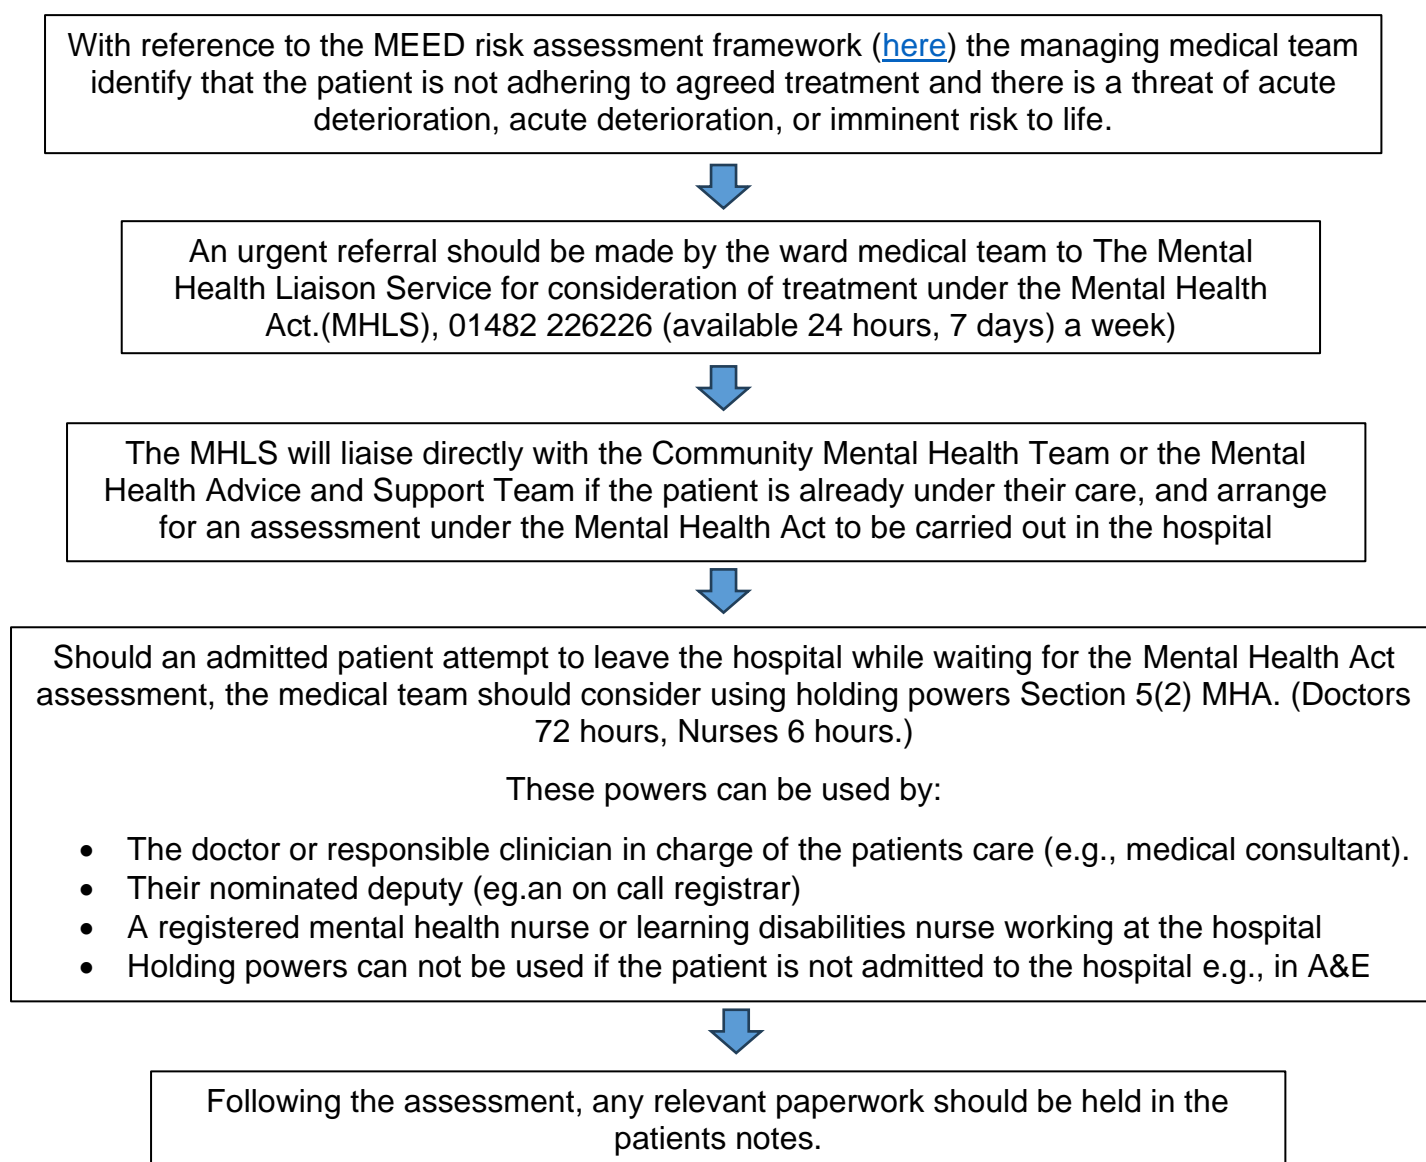 With reference to the MEED risk assessment framework (here) the managing medical team
identify that the patient is not adhering to agreed treatment and there is a threat of acute
deterioration, acute deterioration, or imminent risk to life.
An urgent referral should be made by the ward medical team to The Mental
Health Liaison Service for consideration of treatment under the Mental Health
Act.(MHLS), 01482 226226 (available 24 hours, 7 days) a week)
The MHLS will liaise directly with the Community Mental Health Team or the Mental
Health Advice and Support Team if the patient is already under their care, and arrange
for an assessment under the Mental Health Act to be carried out in the hospital
Should an admitted patient attempt to leave the hospital while waiting for the Mental Health Act
assessment, the medical team should consider using holding powers Section 5(2) MHA. (Doctors
72 hours, Nurses 6 hours.)
These powers can be used by:
• The doctor or responsible clinician in charge of the patients care (e.g., medical consultant).
• Their nominated deputy (eg.an on call registrar)
• A registered mental health nurse or learning disabilities nurse working at the hospital
• Holding powers can not be used if the patient is not admitted to the hospital e.g., in A&E
Following the assessment, any relevant paperwork should be held in the
patients notes.